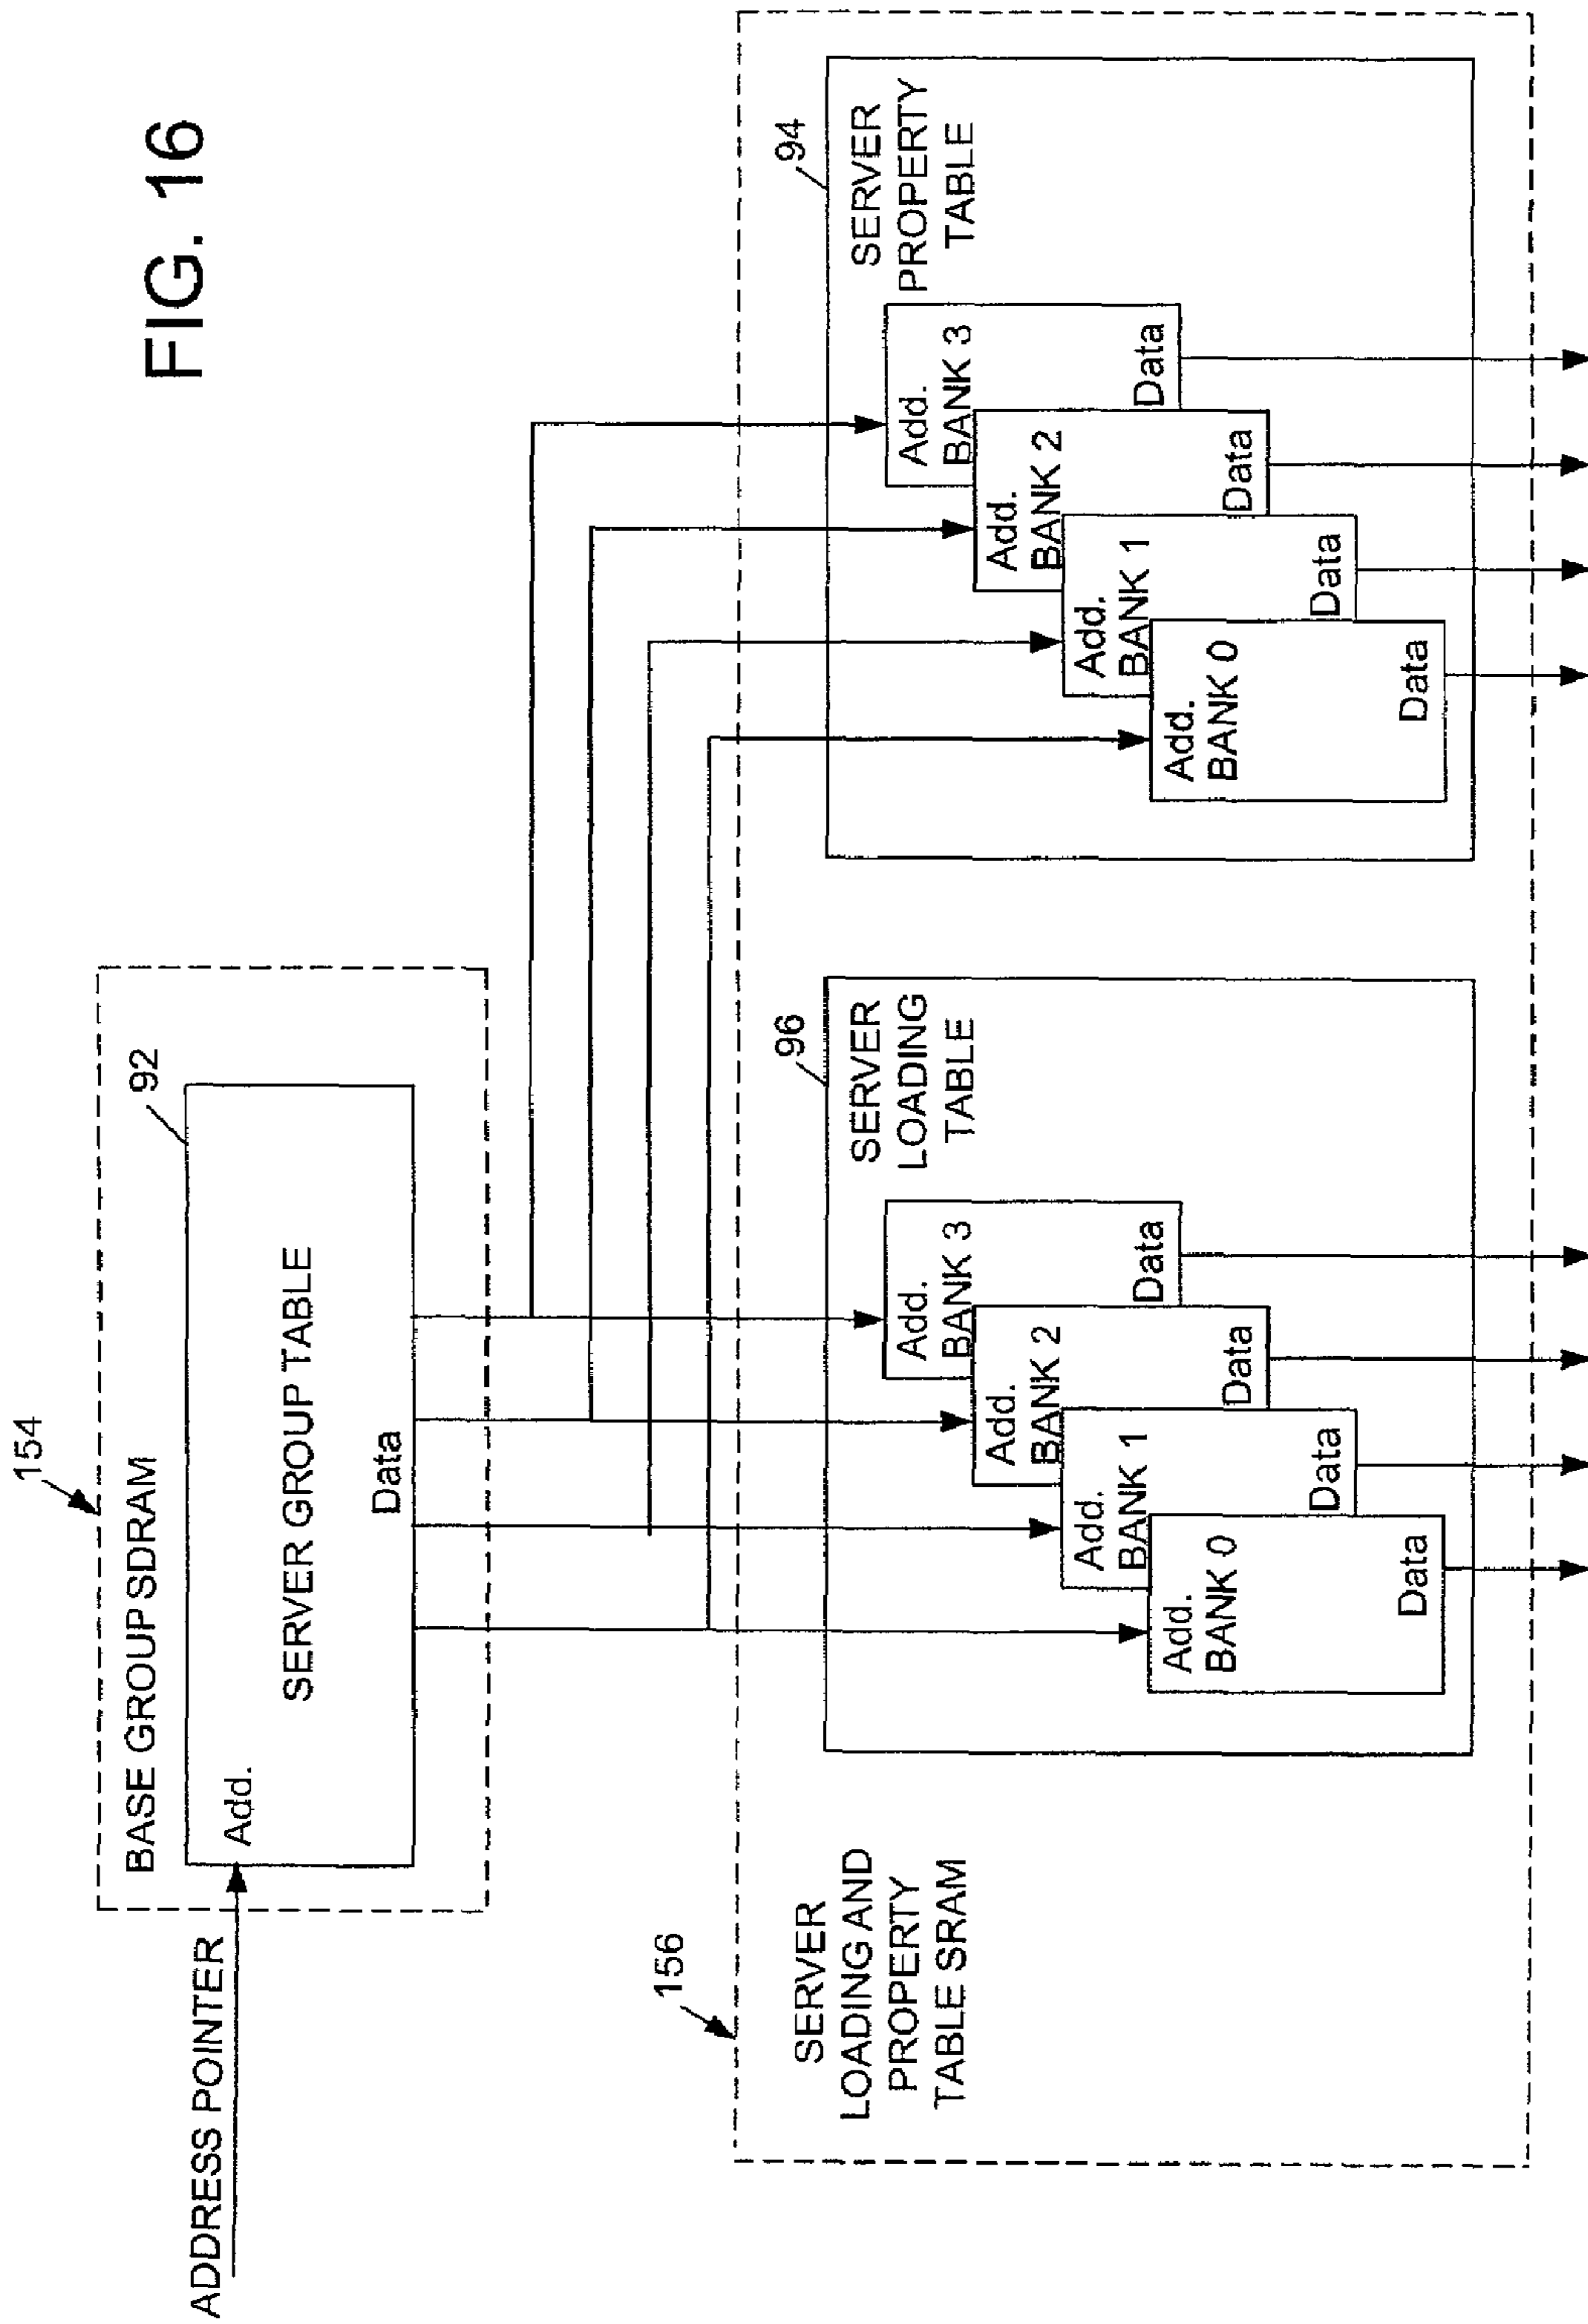 FIG. 16
154
BASE GROUP SDRAM
92
ADDRESS POINTER
Add.
SERVER GROUP TABLE
Data
156
SERVER
LOADING AND
PROPERTY
TABLE SRAM
96
SERVER
LOADING
TABLE
Add.
BANK 3
Data
Add.
BANK 2
Data
Add.
BANK 1
Data
Add.
BANK 0
Data
94
SERVER
PROPERTY
TABLE
Add.
BANK 3
Data
Add.
BANK 2
Data
Add.
BANK 1
Data
Add.
BANK 0
Data